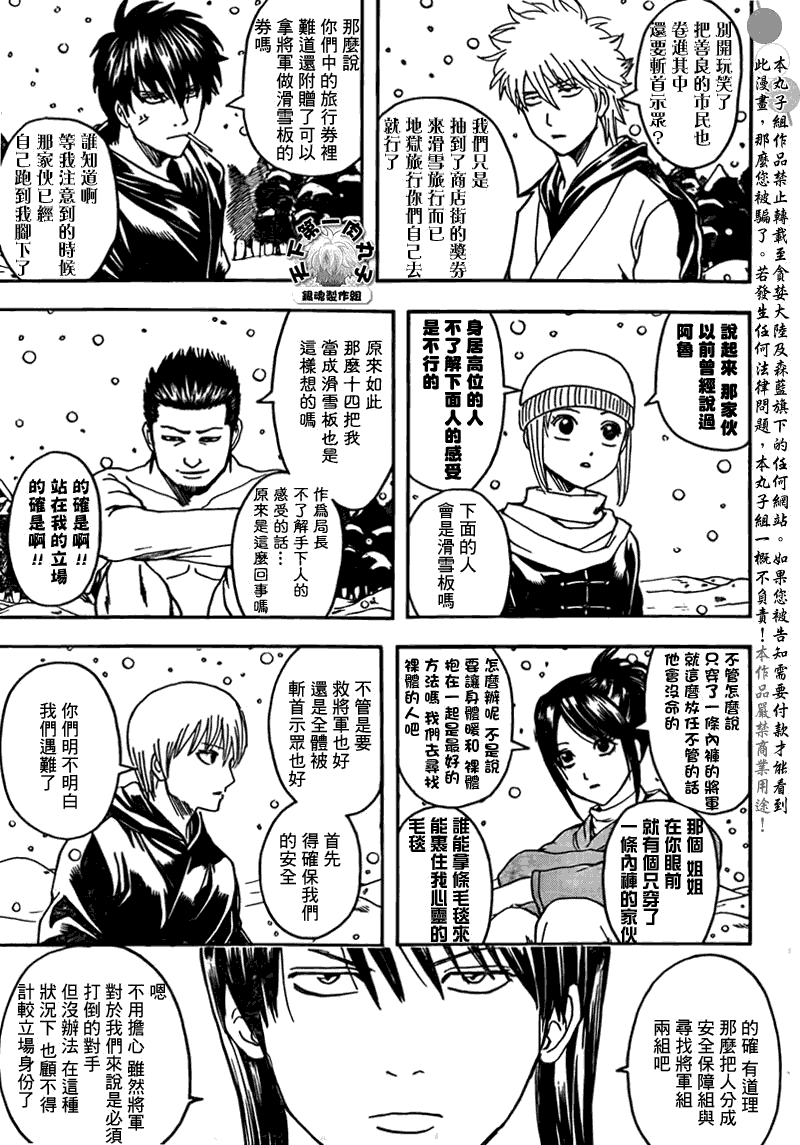 別開玩笑了
把善良的市民也
卷進其中
還要斬首示眾？
我們只是
抽到了商店街的獎券
來滑雪旅行而已
地獄旅行你們自己去
就行了
那麼說
你們中的旅行券裡
難道還附贈了可以
拿將軍做滑雪板的
券嗎
誰知道啊
等我注意到的時候
那家伙已經
自己跑到我腳下了
天下第一肉丸子
銀魂製作組
說起來 那家伙
以前曾經說過
阿魯
身居高位的人
不了解下面人的感受
是不行的
下面的人
會是滑雪板嗎
原來如此
那麼十四把我
當成滑雪板也是
這樣想的嗎
作爲局長
不了解手下人的
感受的話…
原來是這麼回事嗎
的確是啊!!
站在我的立場
的確是啊!!
不管怎麼說
只穿了一條內褲的將軍
就這麼放任不管的話
他會沒命的
怎麼辦呢 不是說
要讓身體暖和 裸體
抱在一起是最好的
方法嗎 我們去尋找
裸體的人吧
那個 姐姐
在你眼前
就有個只穿了
一條內褲的家伙
誰能拿條毛毯來
能裹住我心靈的
毛毯
不管是要
救將軍也好
還是全體被
斬首示眾也好
首先
得確保我們
的安全
你們明不明白
我們遇難了
的確 有道理
那麼把人分成
安全保障組與
尋找將軍組
兩組吧
嗯
不用擔心 雖然將軍
對於我們來說是必須
打倒的對手
但沒辦法 在這種
狀況下 也顧不得
計較立場身份了
本丸子組作品禁止轉載至貪婪大陸及森藍旗下的任何網站。如果您被告知需要付款才能看到
此漫畫，那麼您被騙了。若發生任何法律問題，本丸子組一概不負責！本作品嚴禁商業用途！